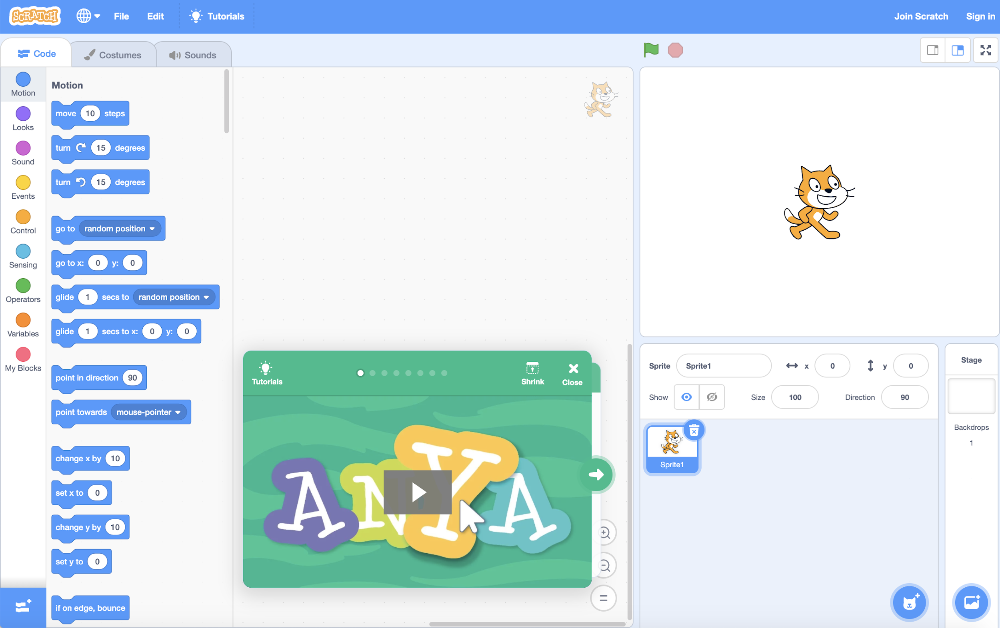 SCRATCH File Edit Tutorials Join Scratch Sign in
Code Costumes Sounds
Motion
Looks
Sound
Events
Control
Sensing
Operators
Variables
My Blocks
Motion
move 10 steps
turn 15 degrees
turn 15 degrees
go to random position
go to x: 0 y: 0
glide 1 secs to random position
glide 1 secs to x: 0 y: 0
point in direction 90
point towards mouse-pointer
change x by 10
set x to 0
change y by 10
set y to 0
if on edge, bounce
Tutorials Shrink Close
ANYA
Sprite Sprite1 x 0 y 0
Show Size 100 Direction 90
Sprite1
Stage
Backdrops
1